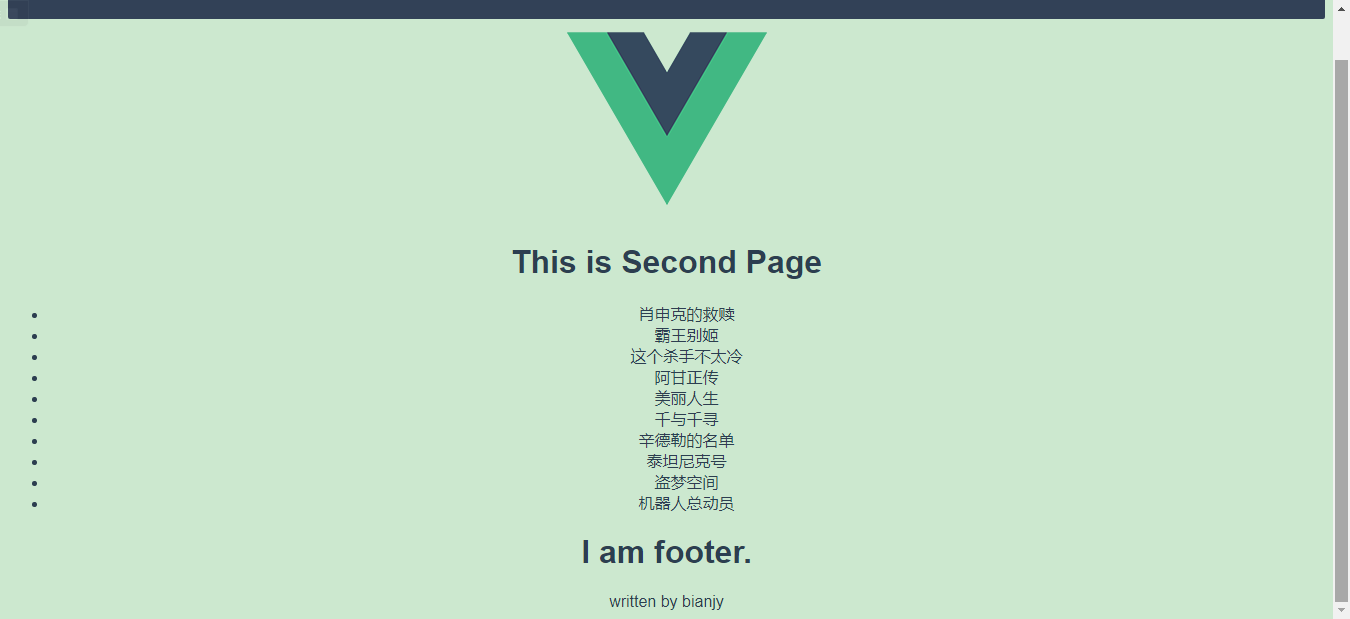 This is Second Page
肖申克的救赎
霸王别姬
这个杀手不太冷
阿甘正传
美丽人生
千与千寻
辛德勒的名单
泰坦尼克号
盗梦空间
机器人总动员
I am footer.
written by bianjy